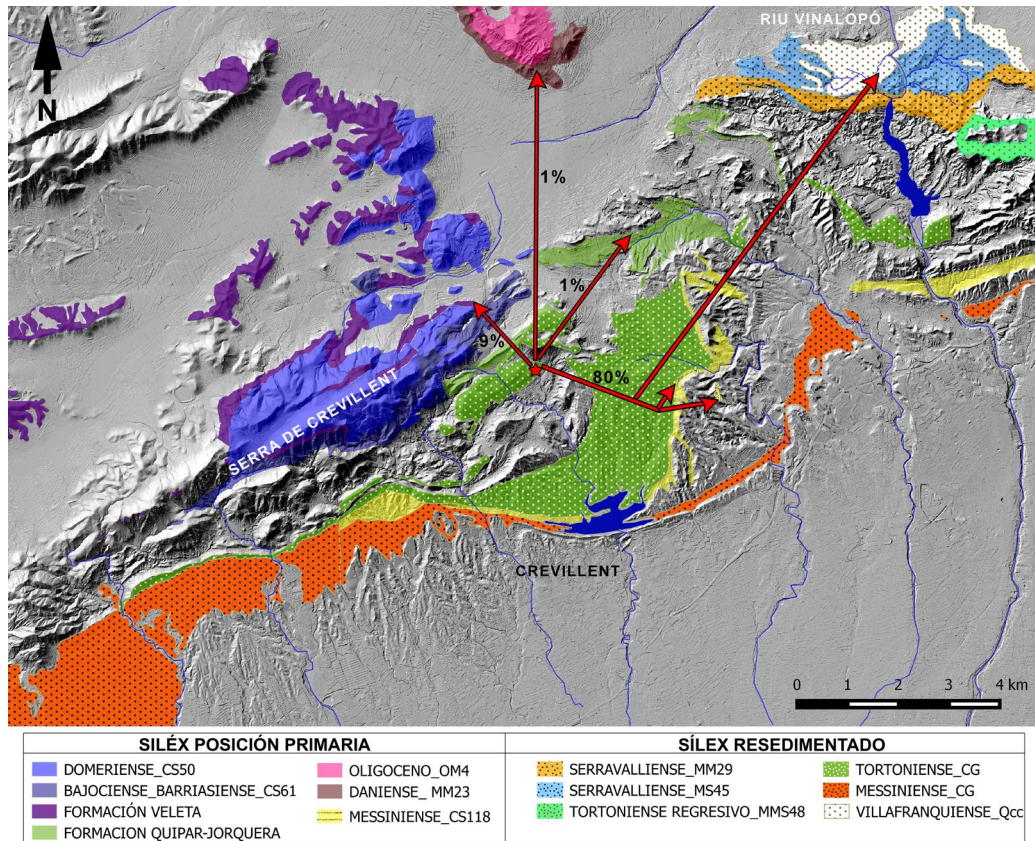 RIU VINALOPÓ
N
1%
1%
9%
80%
SERRA DE CREVILLENT
CREVILLENT
0 1 2 3 4 km
SILÉX POSICIÓN PRIMARIA
DOMERIENSE_CS50
BAJOCIENSE_BARRIASIENSE_CS61
FORMACIÓN VELETA
FORMACION QUIPAR-JORQUERA
OLIGOCENO_OM4
DANIENSE_ MM23
MESSINIENSE_CS118
SÍLEX RESEDIMENTADO
SERRAVALLIENSE_MM29
SERRAVALLIENSE_MS45
TORTONIENSE REGRESIVO_MMS48
TORTONIENSE_CG
MESSINIENSE_CG
VILLAFRANQUIENSE_Qcc